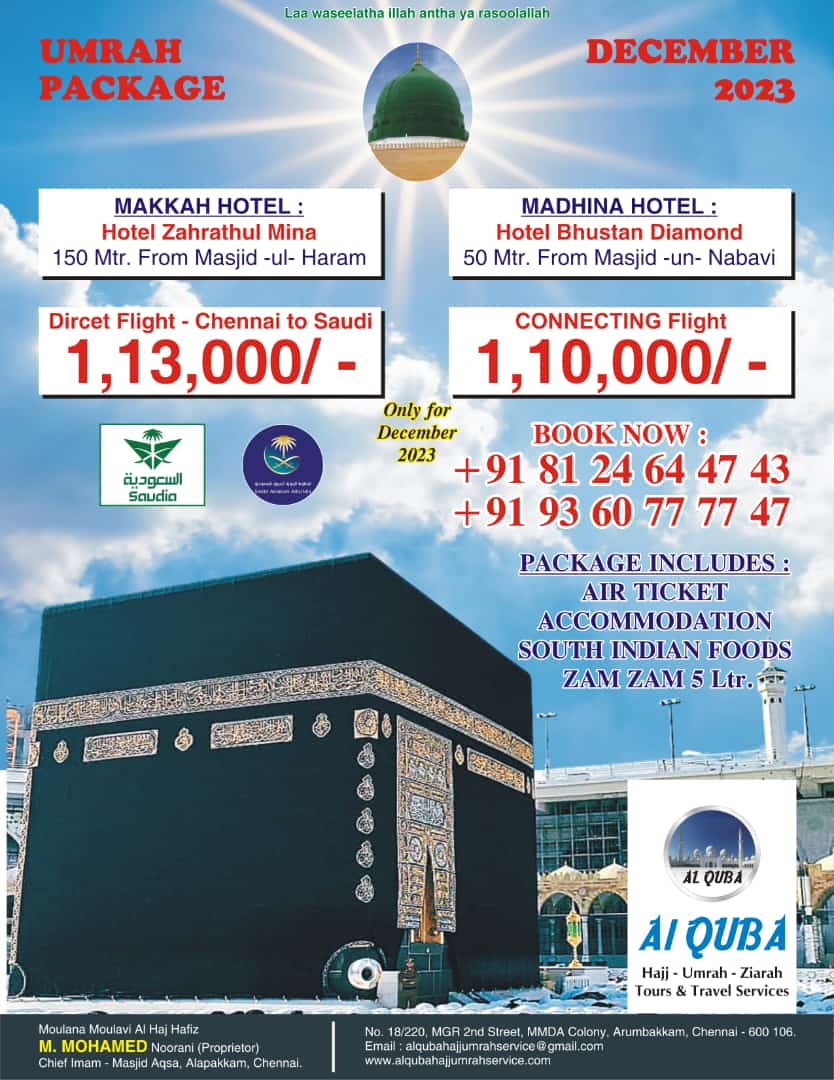 Laa waseelatha illah antha ya rasoolallah
UMRAH
PACKAGE
DECEMBER
2023
MAKKAH HOTEL :
Hotel Zahrathul Mina
150 Mtr. From Masjid -ul- Haram
MADHINA HOTEL :
Hotel Bhustan Diamond
50 Mtr. From Masjid -un- Nabavi
Dircet Flight - Chennai to Saudi
1,13,000/ -
CONNECTING Flight
1,10,000/ -
Only for
December
2023
السعودية
Saudia
SAUDI ARABIAN AIRLINES
BOOK NOW :
+91 81 24 64 47 43
+91 93 60 77 77 47
PACKAGE INCLUDES :
AIR TICKET
ACCOMMODATION
SOUTH INDIAN FOODS
ZAM ZAM 5 Ltr.
AL QUBA
Al QUBA
Hajj - Umrah - Ziarah
Tours & Travel Services
Moulana Moulavi Al Haj Hafiz
M. MOHAMED Noorani (Proprietor)
Chief Imam - Masjid Aqsa, Alapakkam, Chennai.
No. 18/220, MGR 2nd Street, MMDA Colony, Arumbakkam, Chennai - 600 106.
Email : alqubahajjumrahservice@gmail.com
www.alqubahajjumrahservice.com